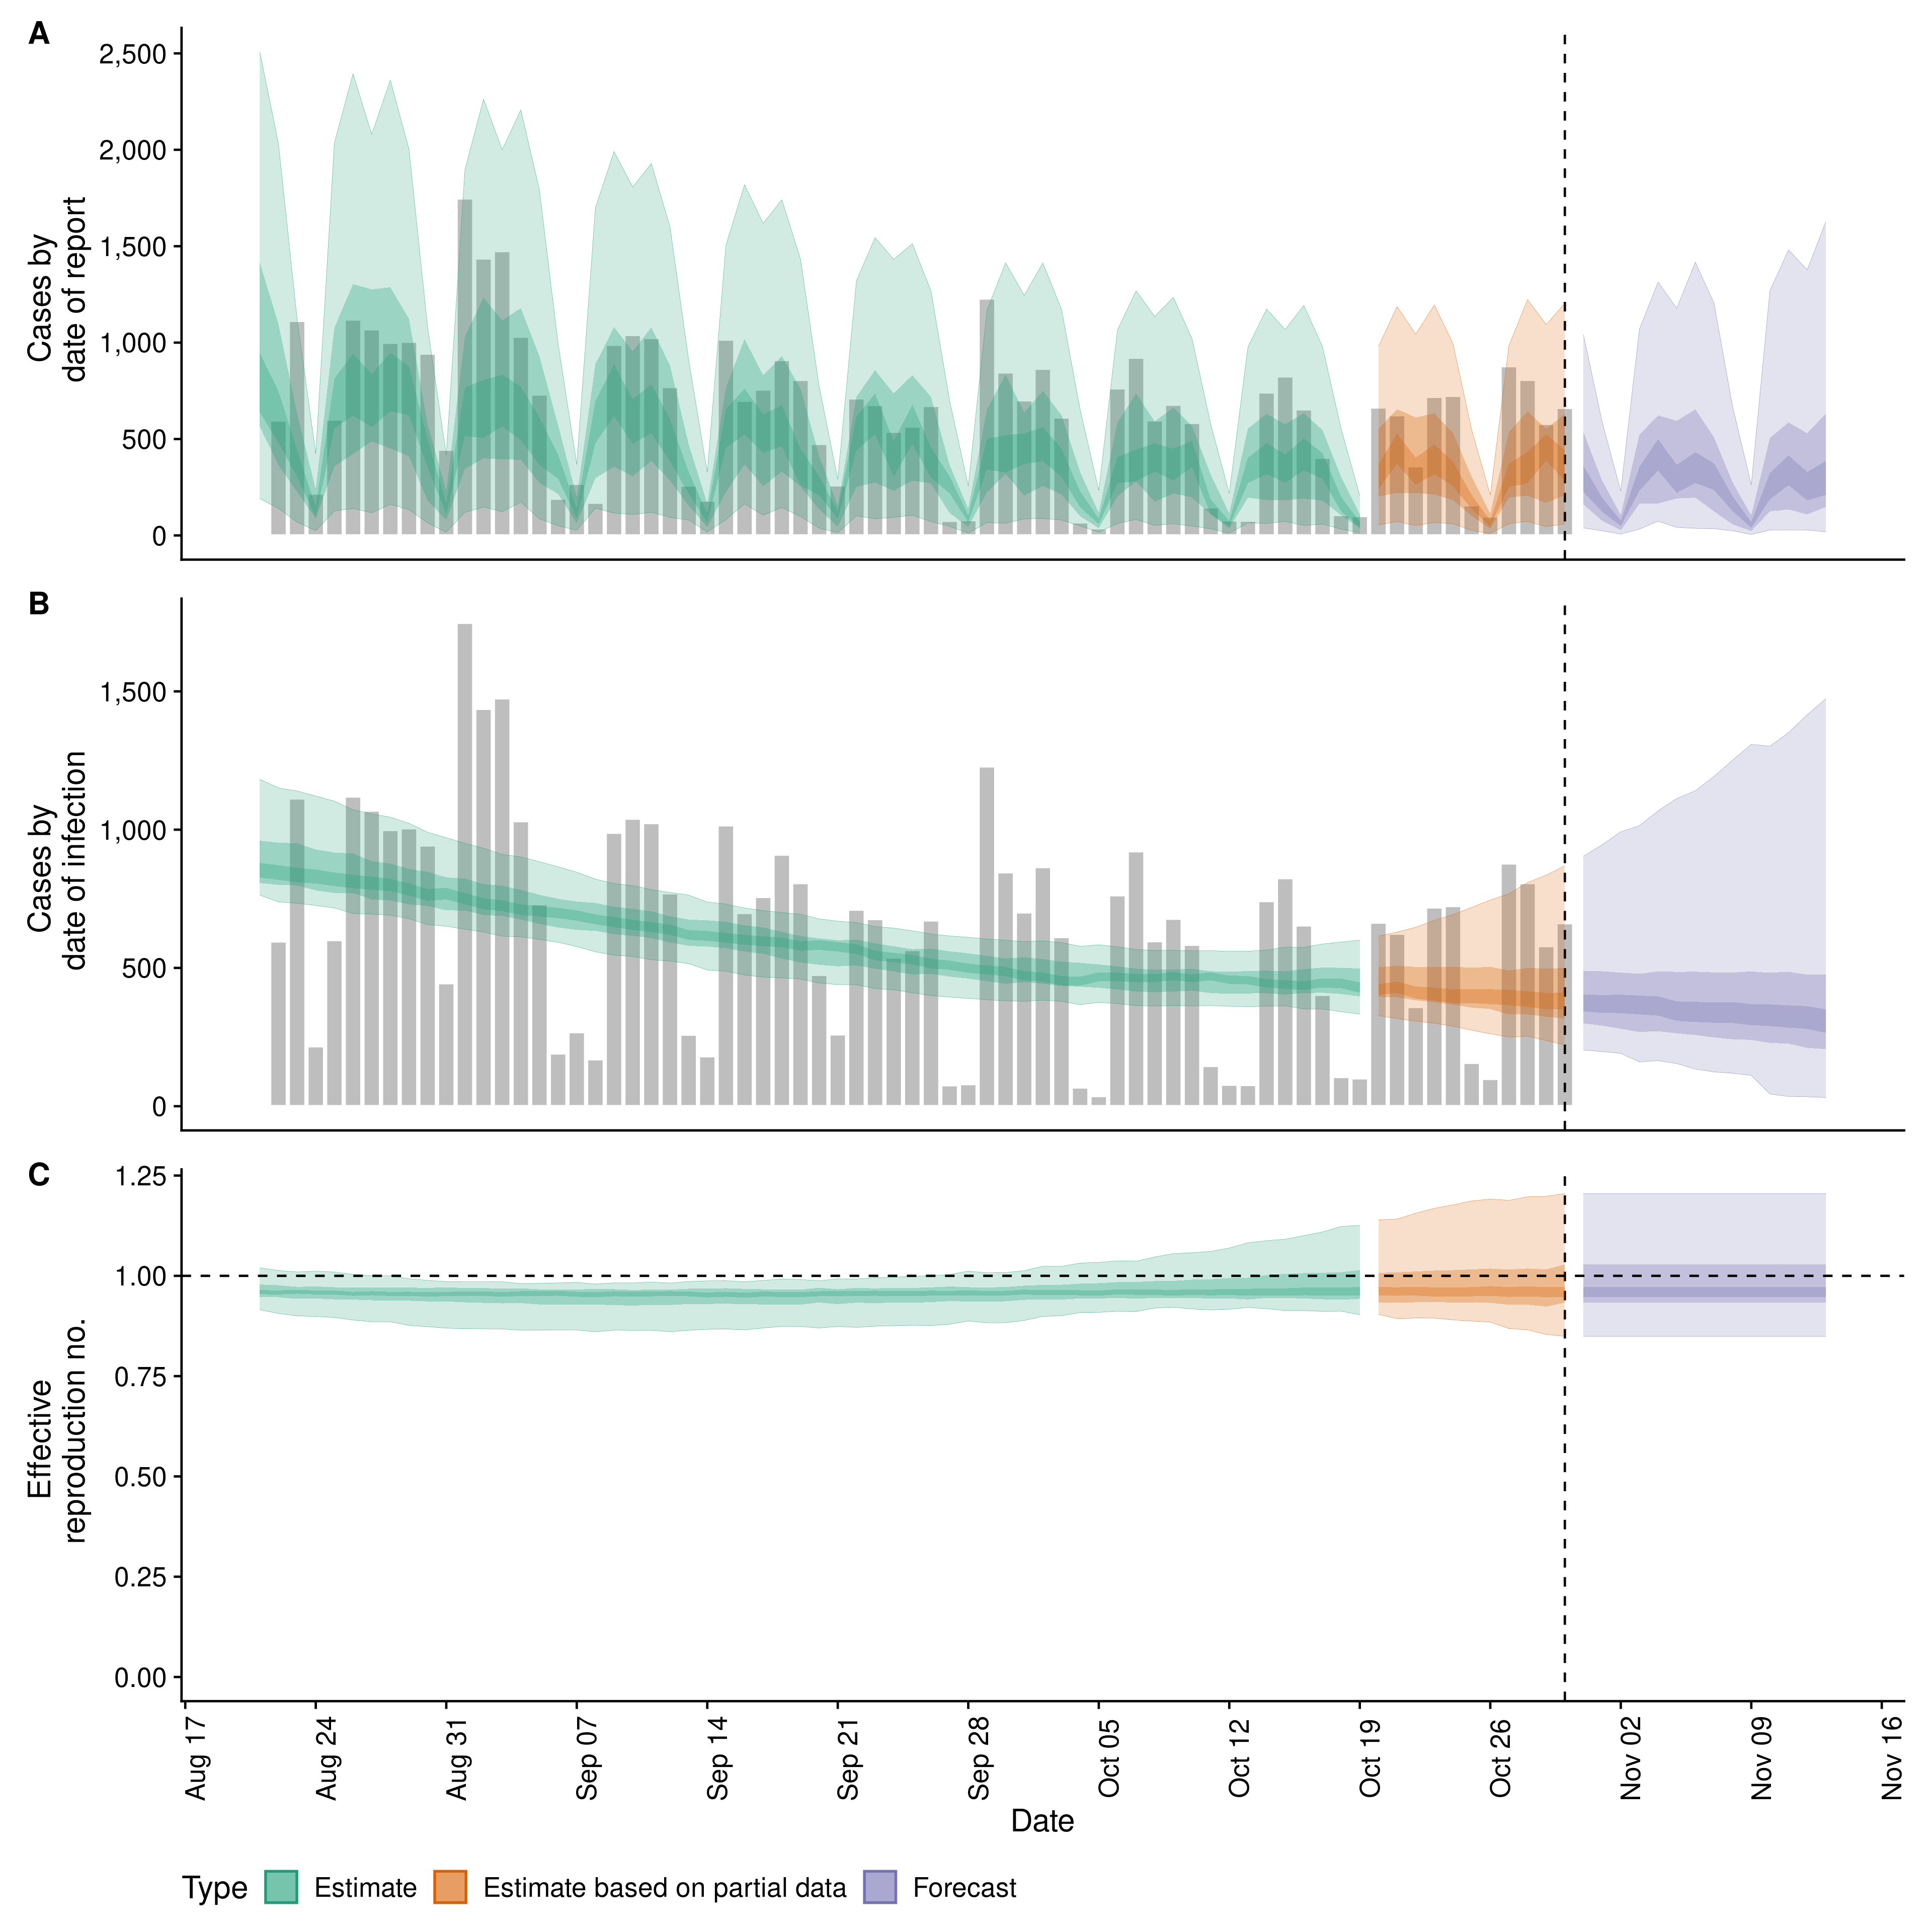 A
Cases by
date of report
2,500
2,000
1,500
1,000
500
0
B
Cases by
date of infection
1,500
1,000
500
0
C
Effective
reproduction no.
1.25
1.00
0.75
0.50
0.25
0.00
Aug 17
Aug 24
Aug 31
Sep 07
Sep 14
Sep 21
Sep 28
Oct 05
Oct 12
Oct 19
Oct 26
Nov 02
Nov 09
Nov 16
Date
Type Estimate Estimate based on partial data Forecast